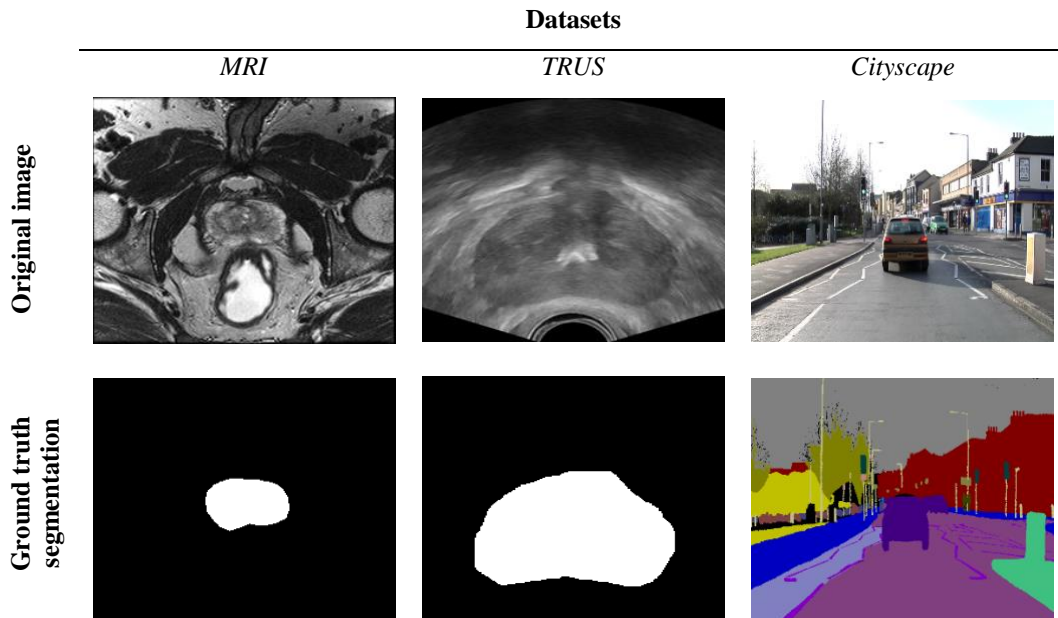 Datasets
MRI TRUS Cityscape
Original image
Ground truth
segmentation